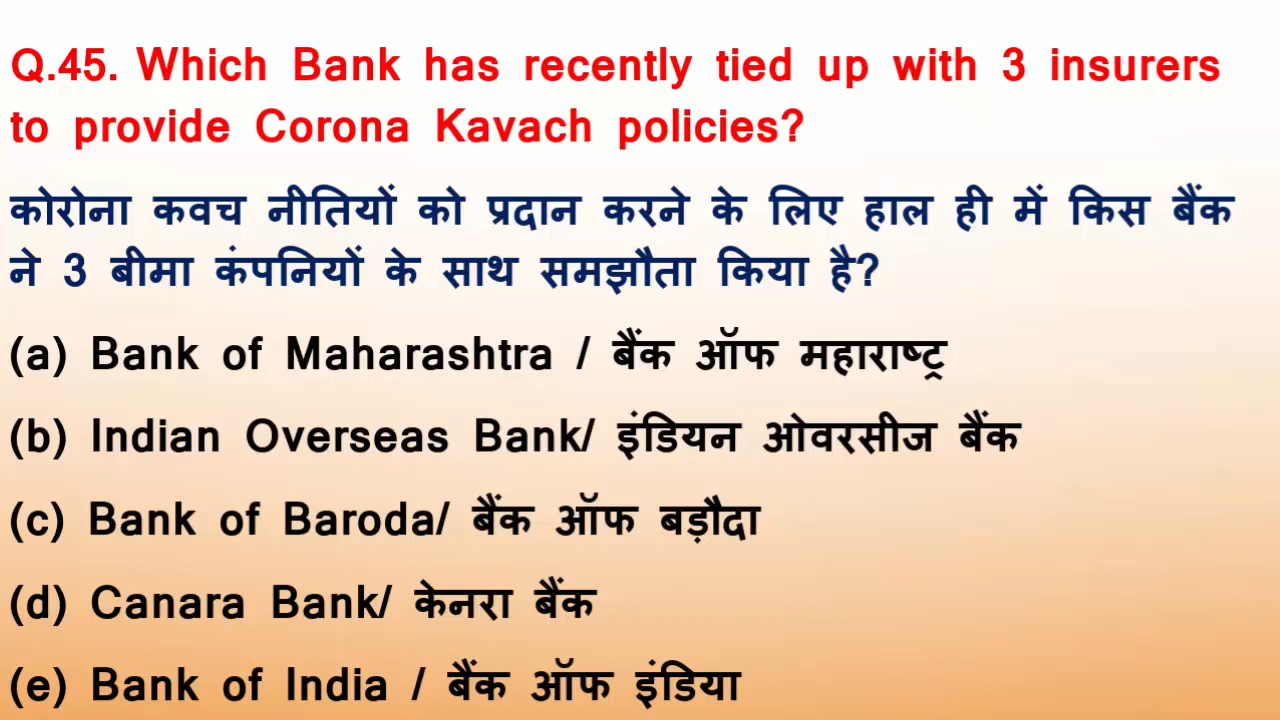 Q.45. Which Bank has recently tied up with 3 insurers
to provide Corona Kavach policies?
कोरोना कवच नीतियों को प्रदान करने के लिए हाल ही में किस बैंक
ने 3 बीमा कंपनियों के साथ समझौता किया है?
(a) Bank of Maharashtra / बैंक ऑफ महाराष्ट्र
(b) Indian Overseas Bank/ इंडियन ओवरसीज बैंक
(c) Bank of Baroda/ बैंक ऑफ बड़ौदा
(d) Canara Bank/ केनरा बैंक
(e) Bank of India / बैंक ऑफ इंडिया